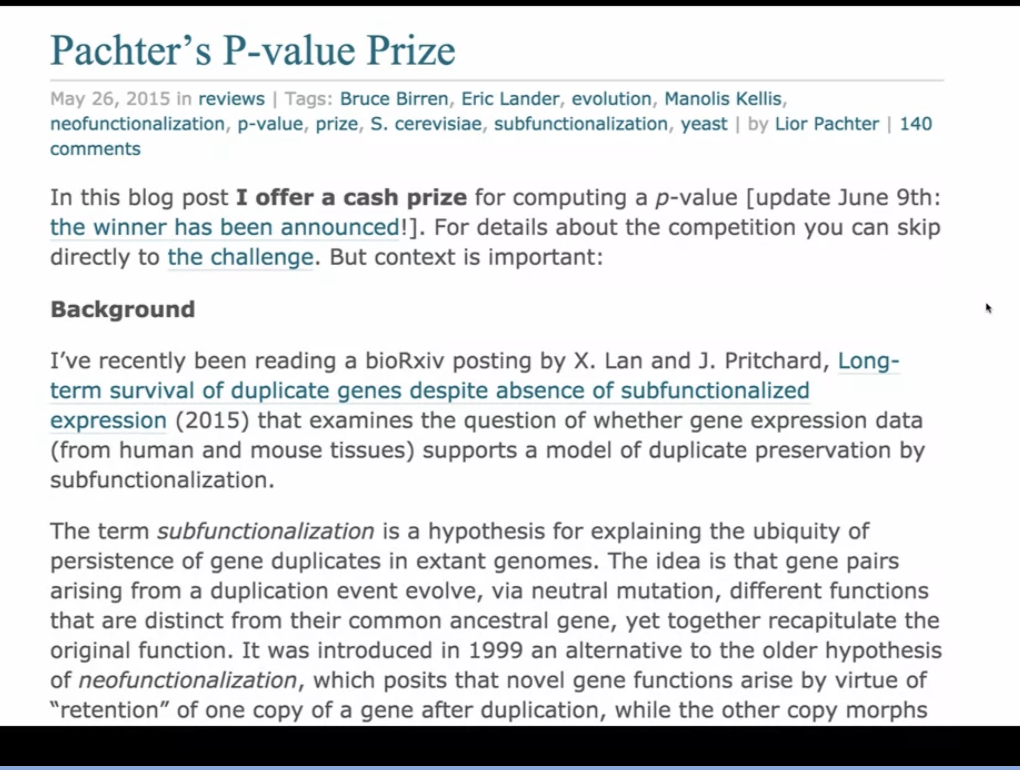 Pachter’s P-value Prize
May 26, 2015 in reviews | Tags: Bruce Birren, Eric Lander, evolution, Manolis Kellis,
neofunctionalization, p-value, prize, S. cerevisiae, subfunctionalization, yeast | by Lior Pachter | 140
comments
In this blog post I offer a cash prize for computing a p-value [update June 9th:
the winner has been announced!]. For details about the competition you can skip
directly to the challenge. But context is important:
Background
I’ve recently been reading a bioRxiv posting by X. Lan and J. Pritchard, Long-
term survival of duplicate genes despite absence of subfunctionalized
expression (2015) that examines the question of whether gene expression data
(from human and mouse tissues) supports a model of duplicate preservation by
subfunctionalization.
The term subfunctionalization is a hypothesis for explaining the ubiquity of
persistence of gene duplicates in extant genomes. The idea is that gene pairs
arising from a duplication event evolve, via neutral mutation, different functions
that are distinct from their common ancestral gene, yet together recapitulate the
original function. It was introduced in 1999 an alternative to the older hypothesis
of neofunctionalization, which posits that novel gene functions arise by virtue of
“retention” of one copy of a gene after duplication, while the other copy morphs